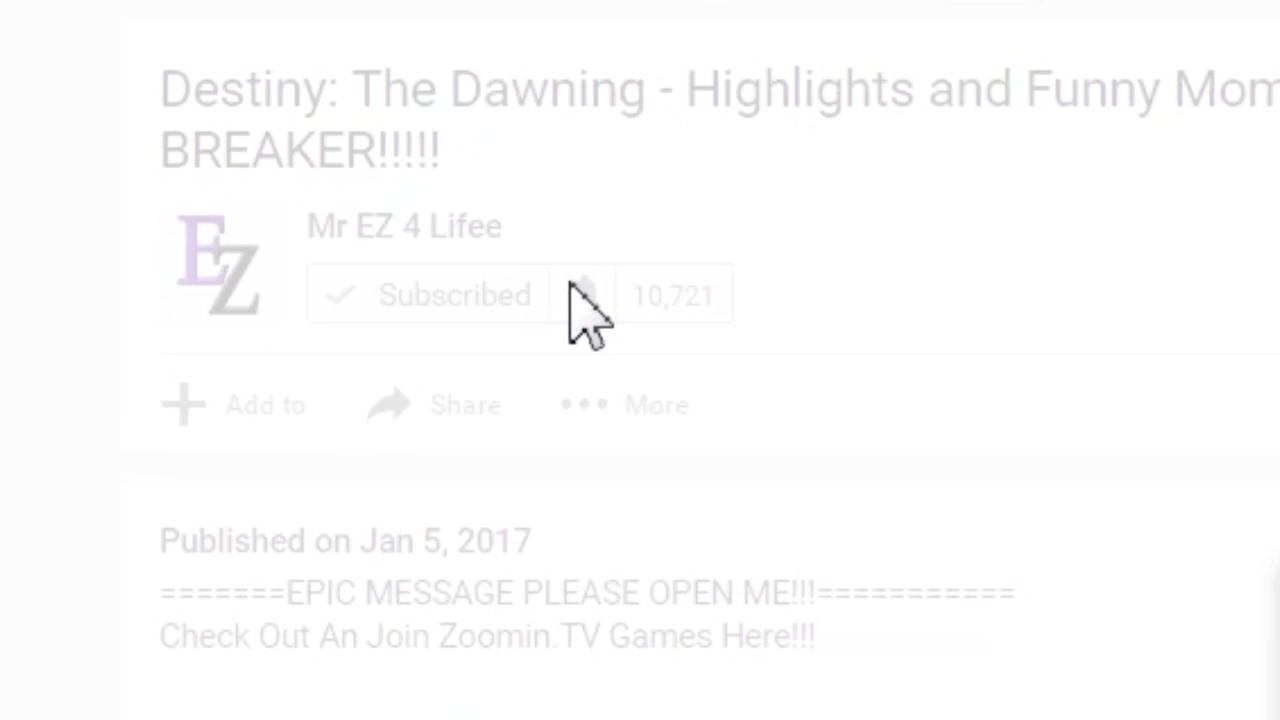 Destiny: The Dawning - Highlights and Funny Mom
BREAKER!!!!!
EZ
Mr EZ 4 Lifee
Subscribed 10,721
Add to Share More
Published on Jan 5, 2017
=======EPIC MESSAGE PLEASE OPEN ME!!!===========
Check Out An Join Zoomin.TV Games Here!!!